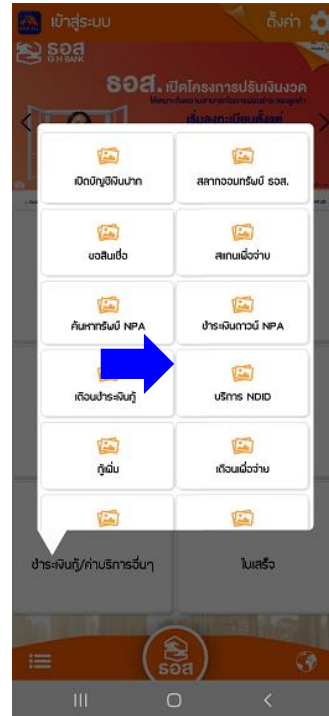 เข้าสู่ระบบ
ตั้งค่า
ธอส
G H BANK
ธอส. เปิดโครงการปรับเงินงวด
เริ่มลงทะเบียนตั้งแต่
เปิดบัญชีเงินฝาก
สลากออมทรัพย์ ธอส.
ขอสินเชื่อ
สแกนเพื่อจ่าย
ค้นหาทรัพย์ NPA
ชำระเงินดาวน์ NPA
เตือนชำระเงินกู้
บริการ NDID
กู้เพิ่ม
เตือนเพื่อจ่าย
ชำระเงินกู้/ค่าบริการอื่นๆ
ใบเสร็จ
ธอส